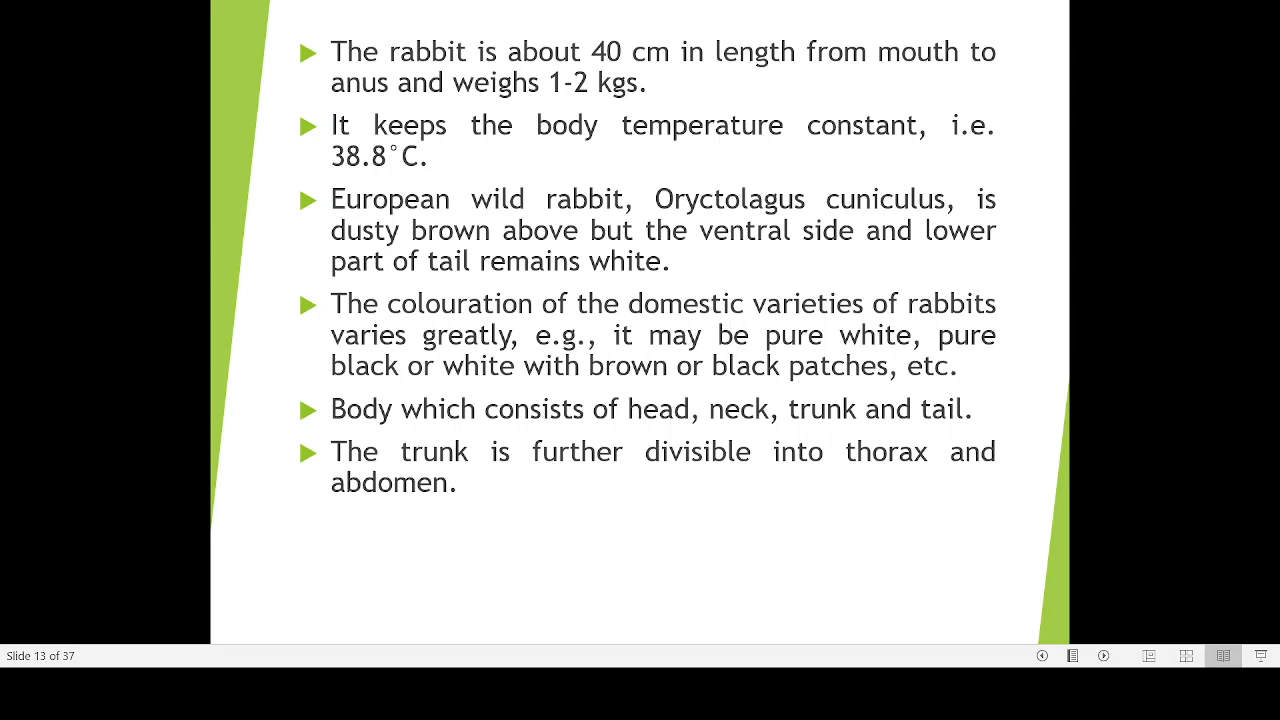 The rabbit is about 40 cm in length from mouth to
anus and weighs 1-2 kgs.
It keeps the body temperature constant, i.e.
38.8°C.
European wild rabbit, Oryctolagus cuniculus, is
dusty brown above but the ventral side and lower
part of tail remains white.
The colouration of the domestic varieties of rabbits
varies greatly, e.g., it may be pure white, pure
black or white with brown or black patches, etc.
Body which consists of head, neck, trunk and tail.
The trunk is further divisible into thorax and
abdomen.
Slide 13 of 37